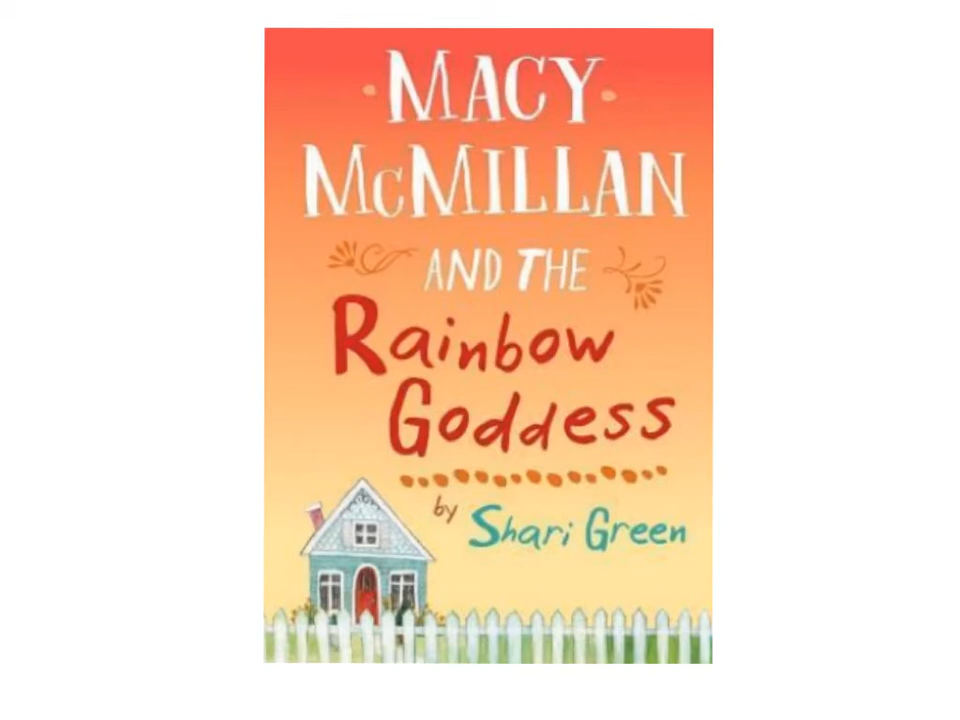 MACY
McMILLAN
AND THE
Rainbow
Goddess
by Shari Green